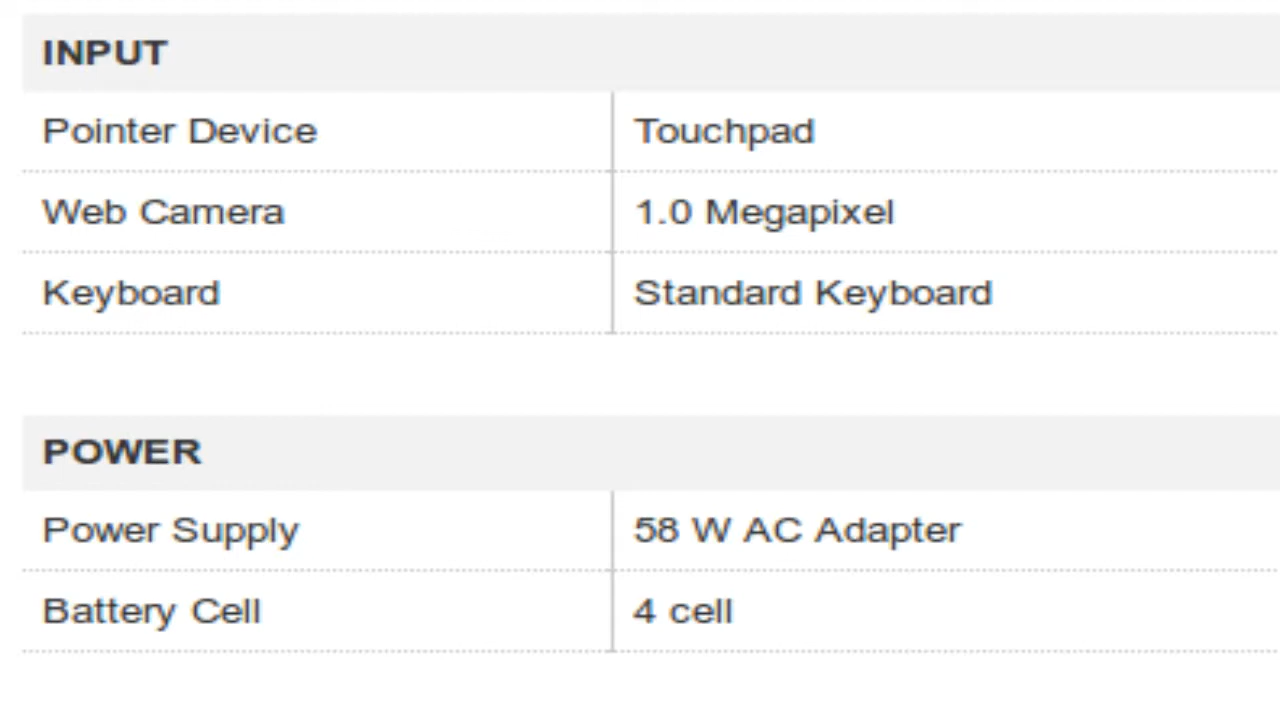 INPUT
Pointer Device Touchpad
Web Camera 1.0 Megapixel
Keyboard Standard Keyboard
POWER
Power Supply 58 W AC Adapter
Battery Cell 4 cell